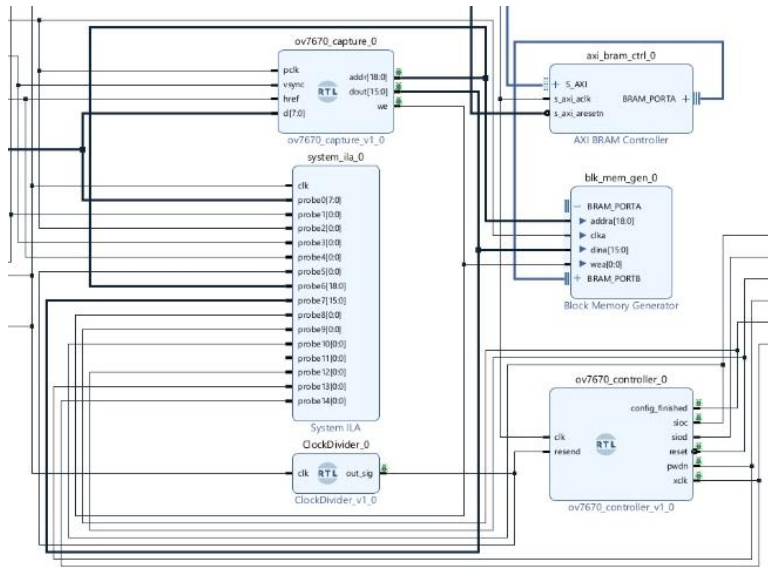 ov7670_capture_0
pclk
vsync
href
d[7:0]
RTL
addr[18:0]
dout[15:0]
we
ov7670_capture_v1_0
axi_bram_ctrl_0
S_AXI
s_axi_aclk
s_axi_aresetn
BRAM_PORTA
AXI BRAM Controller
system_ila_0
clk
probe0[7:0]
probe1[0:0]
probe2[0:0]
probe3[0:0]
probe4[0:0]
probe5[0:0]
probe6[18:0]
probe7[15:0]
probe8[0:0]
probe9[0:0]
probe10[0:0]
probe11[0:0]
probe12[0:0]
probe13[0:0]
probe14[0:0]
System ILA
blk_mem_gen_0
BRAM_PORTA
addra[18:0]
clka
dina[15:0]
wea[0:0]
BRAM_PORTB
Block Memory Generator
ClockDivider_0
clk
RTL
out_sig
ClockDivider_v1_0
ov7670_controller_0
clk
resend
RTL
config_finished
sioc
siod
reset
pwdn
xclk
ov7670_controller_v1_0